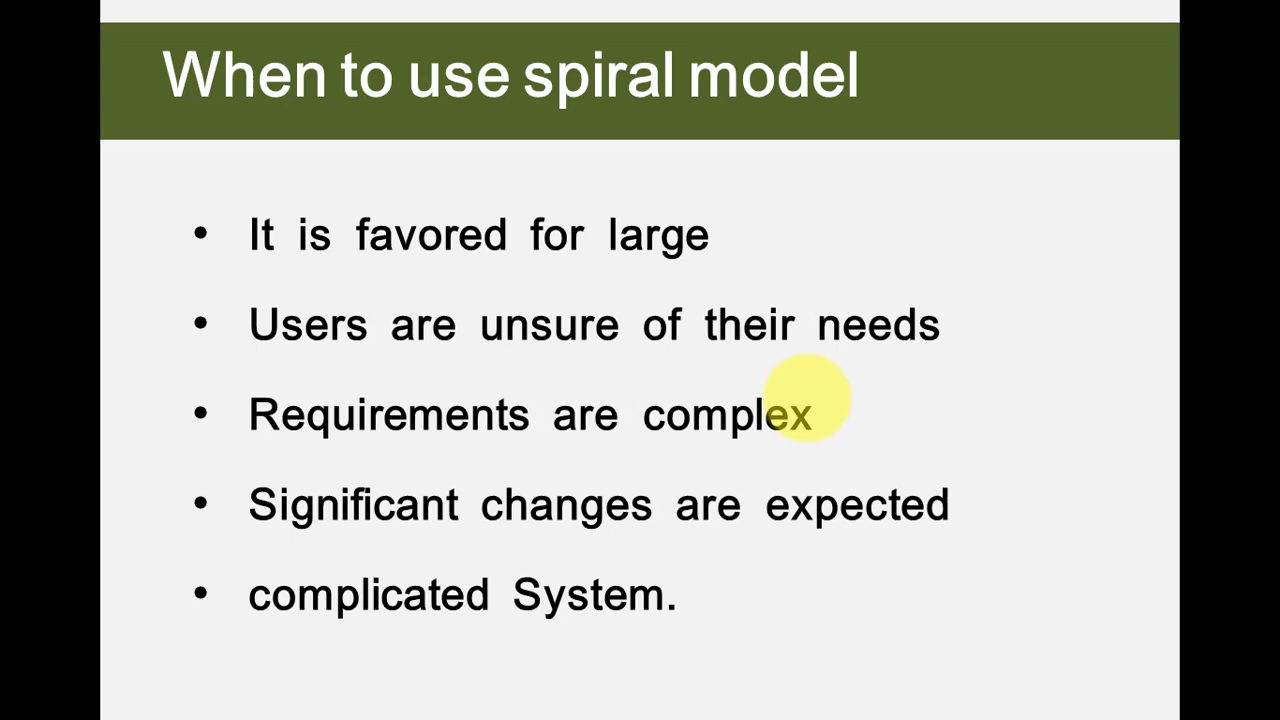 When to use spiral model
• It is favored for large
• Users are unsure of their needs
• Requirements are complex
• Significant changes are expected
• complicated System.